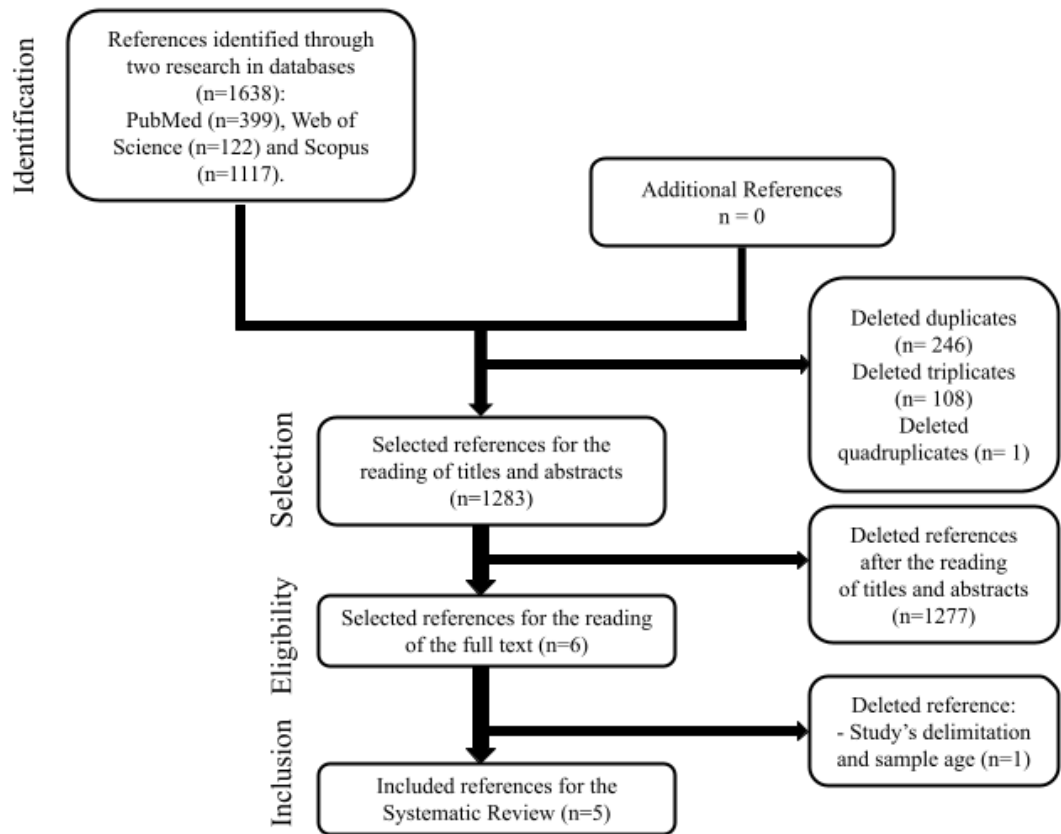 Identification
References identified through
two research in databases
(n=1638):
PubMed (n=399), Web of
Science (n=122) and Scopus
(n=1117).
Additional References
n = 0
Deleted duplicates
(n= 246)
Deleted triplicates
(n= 108)
Deleted
quadruplicates (n= 1)
Selection
Selected references for the
reading of titles and abstracts
(n=1283)
Deleted references
after the reading
of titles and abstracts
(n=1277)
Eligibility
Selected references for the reading
of the full text (n=6)
Deleted reference:
- Study’s delimitation
and sample age (n=1)
Inclusion
Included references for the
Systematic Review (n=5)